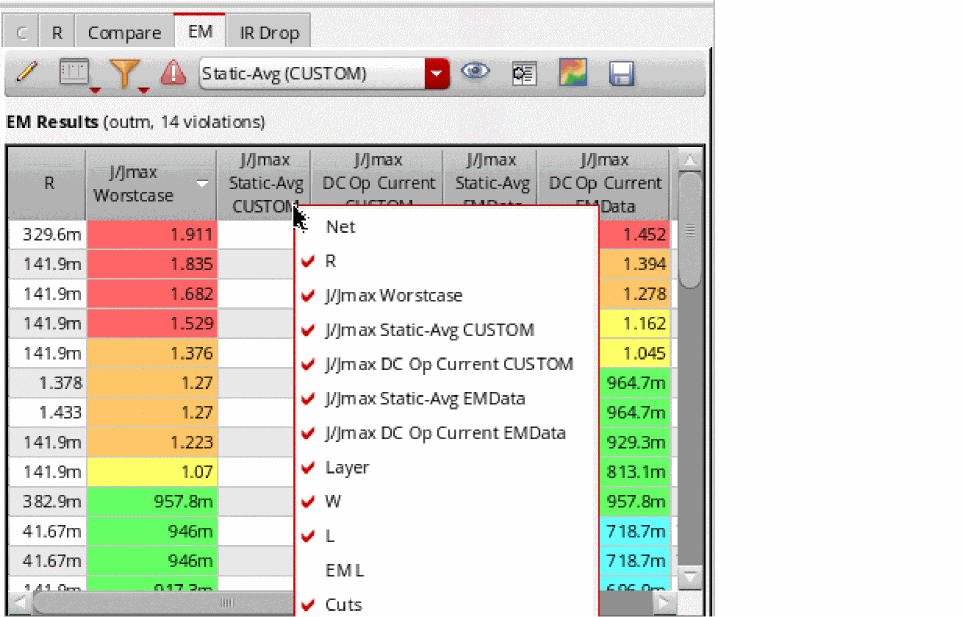 C R Compare EM IR Drop
Static-Avg (CUSTOM)
EM Results (outm, 14 violations)
R
J/Jmax
Worstcase
J/Jmax
Static-Avg
CUSTOM
J/Jmax
DC Op Current
CUSTOM
J/Jmax
Static-Avg
EMData
J/Jmax
DC Op Current
EMData
329.6m 1.911 1.452
141.9m 1.835 1.394
141.9m 1.682 1.278
141.9m 1.529 1.162
141.9m 1.376 1.045
1.378 1.27 964.7m
1.433 1.27 964.7m
141.9m 1.223 929.3m
141.9m 1.07 813.1m
382.9m 957.8m 957.8m
41.67m 946m 718.7m
41.67m 946m 718.7m
141.9m 917.3m
Net
R
J/Jmax Worstcase
J/Jmax Static-Avg CUSTOM
J/Jmax DC Op Current CUSTOM
J/Jmax Static-Avg EMData
J/Jmax DC Op Current EMData
Layer
W
L
EM L
Cuts